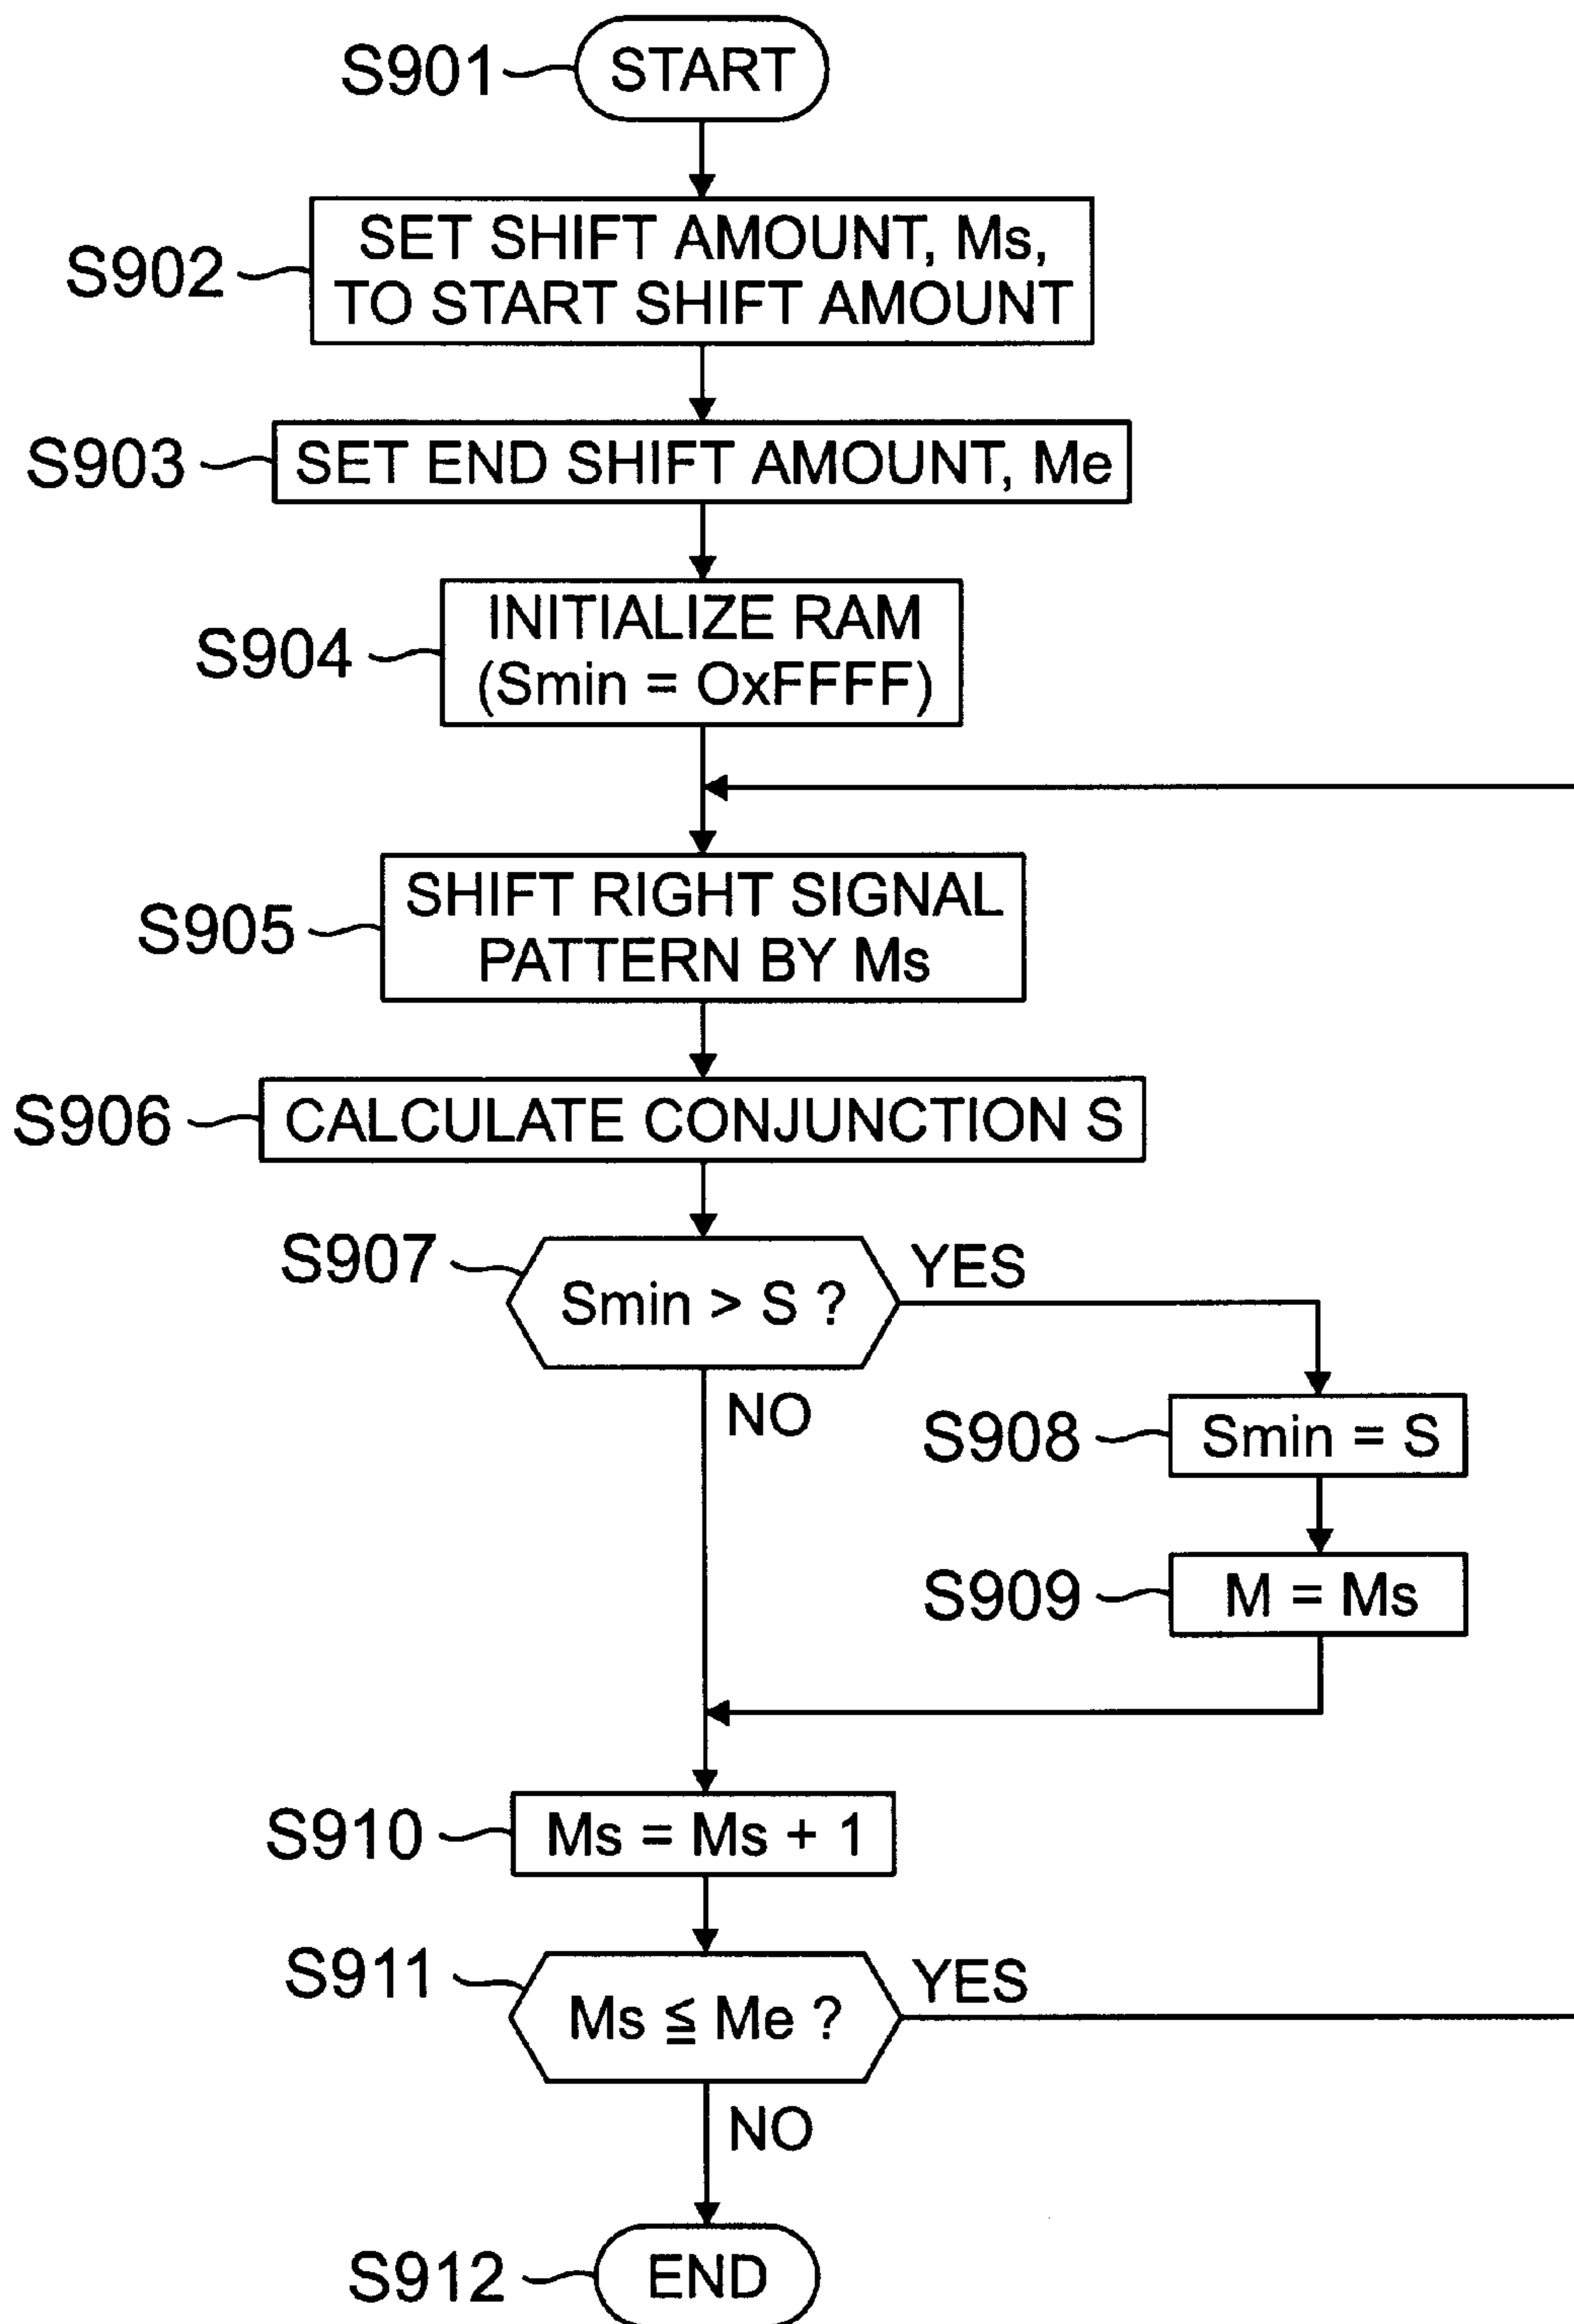 S901
START
S902
SET SHIFT AMOUNT, Ms,
TO START SHIFT AMOUNT
S903
SET END SHIFT AMOUNT, Me
S904
INITIALIZE RAM
(Smin = OxFFFF)
S905
SHIFT RIGHT SIGNAL
PATTERN BY Ms
S906
CALCULATE CONJUNCTION S
S907
Smin > S ?
YES
NO
S908
Smin = S
S909
M = Ms
S910
Ms = Ms + 1
S911
Ms ≦ Me ?
YES
NO
S912
END